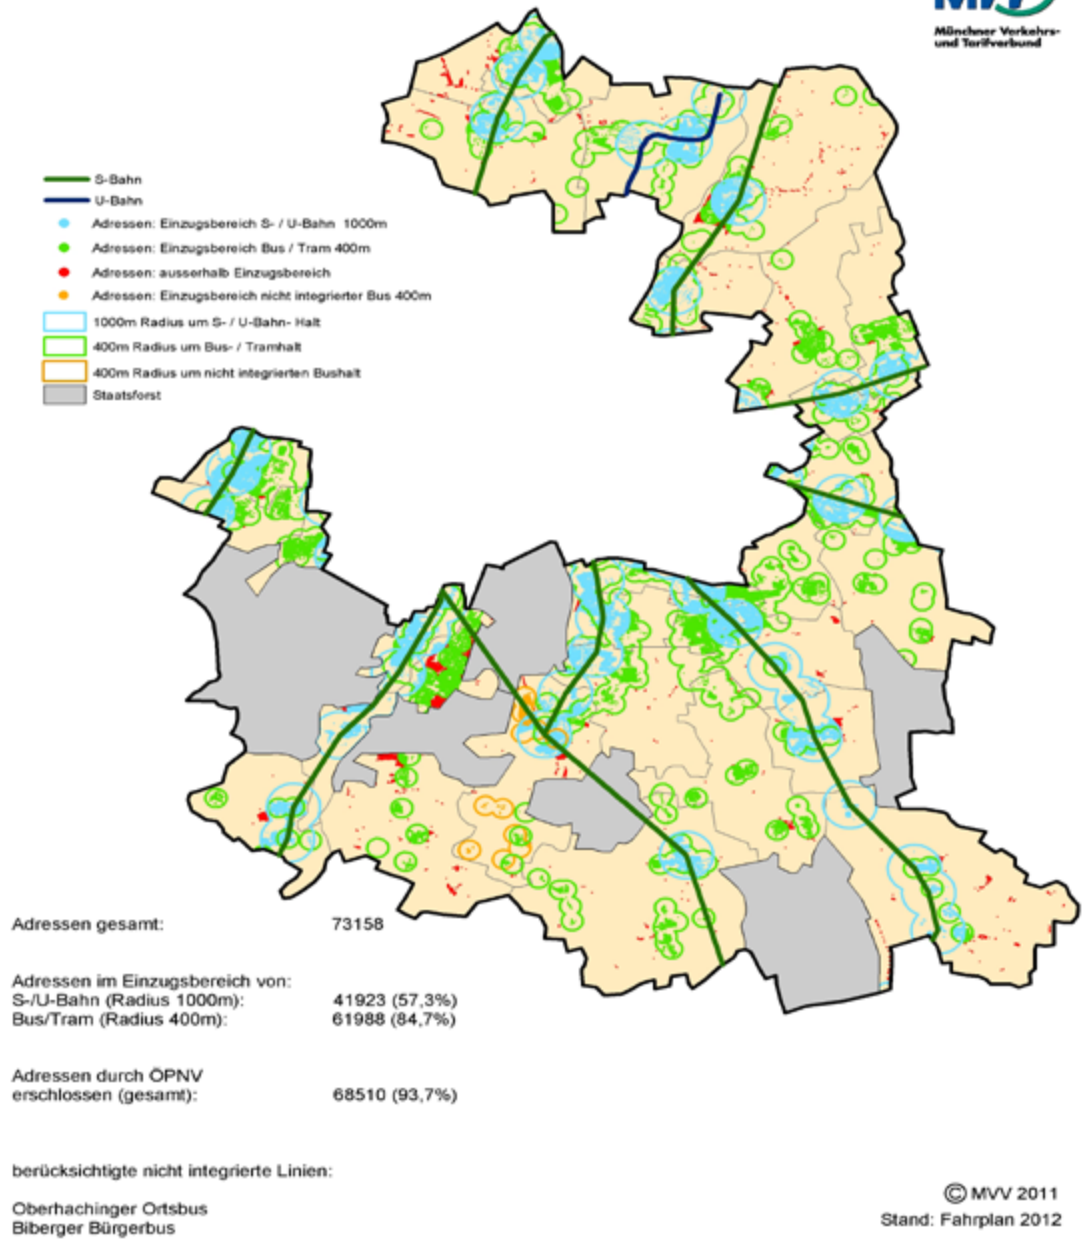 MVV
Münchner Verkehrs-
und Tarifverbund
S-Bahn
U-Bahn
Adressen: Einzugsbereich S- / U-Bahn 1000m
Adressen: Einzugsbereich Bus / Tram 400m
Adressen: ausserhalb Einzugsbereich
Adressen: Einzugsbereich nicht integrierter Bus 400m
1000m Radius um S- / U-Bahn- Halt
400m Radius um Bus- / Tramhalt
400m Radius um nicht integrierten Bushalt
Staatsforst
Adressen gesamt: 73158
Adressen im Einzugsbereich von:
S-/U-Bahn (Radius 1000m): 41923 (57,3%)
Bus/Tram (Radius 400m): 61988 (84,7%)
Adressen durch ÖPNV
erschlossen (gesamt): 68510 (93,7%)
berücksichtigte nicht integrierte Linien:
Oberhachinger Ortsbus
Biberger Bürgerbus
© MVV 2011
Stand: Fahrplan 2012